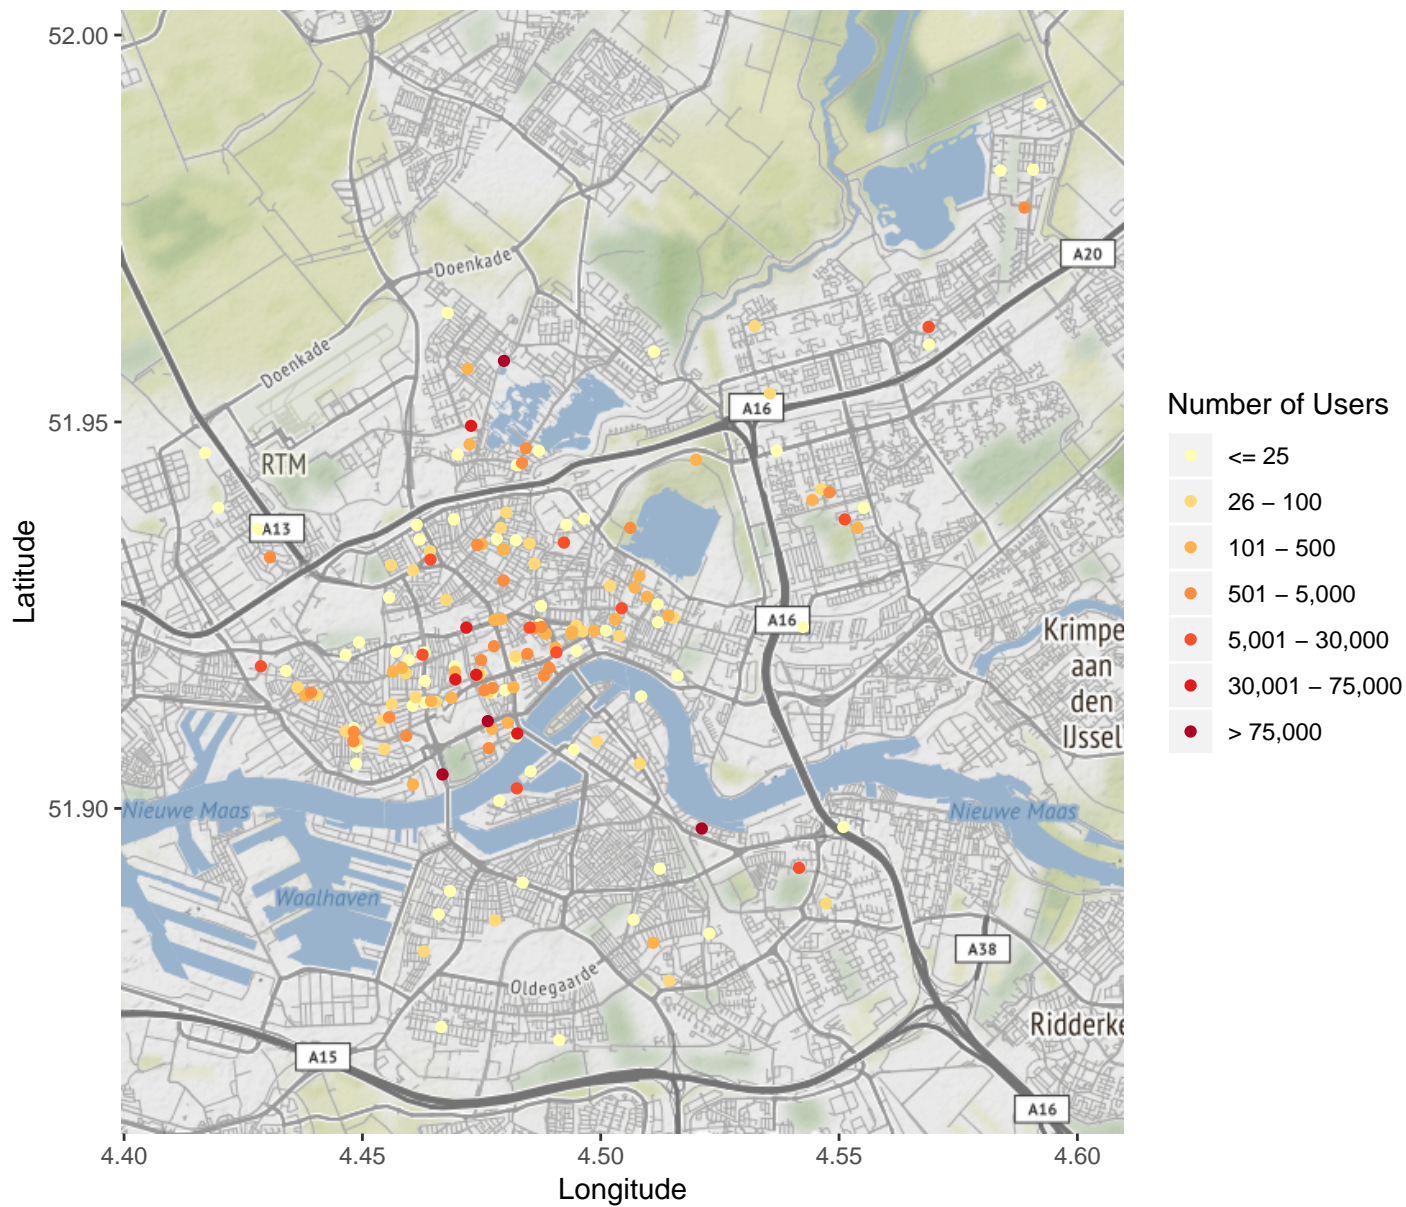 52.00
51.95
51.90
Latitude
4.40
4.45
4.50
4.55
4.60
Longitude
Doenkade
A20
Doenkade
A16
RTM
A13
A16
Krimpe
aan
den
IJssel
Nieuwe Maas
Nieuwe Maas
Waalhaven
A38
Oldegaarde
Ridderke
A15
A16
Number of Users
<= 25
26 – 100
101 – 500
501 – 5,000
5,001 – 30,000
30,001 – 75,000
> 75,000